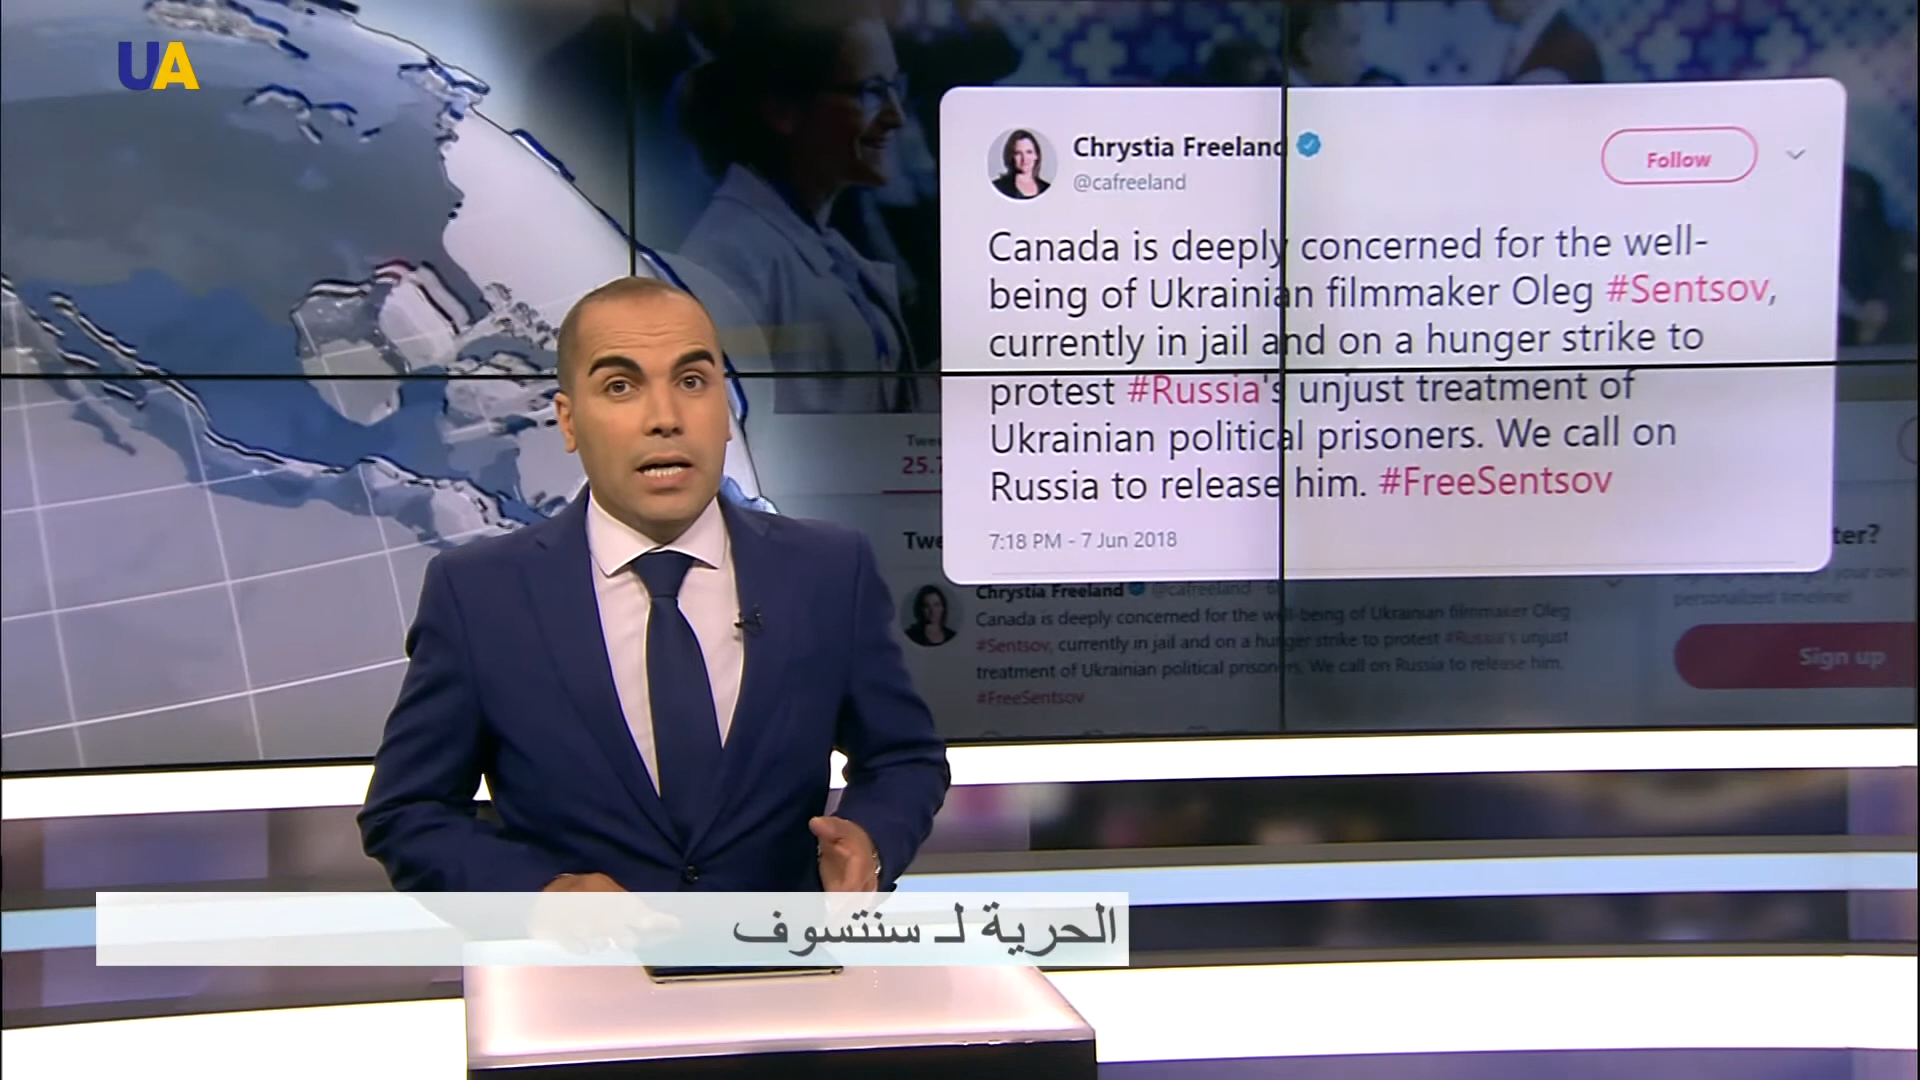 UA
Chrystia Freeland
@cafreeland
Follow
Canada is deeply concerned for the well-
being of Ukrainian filmmaker Oleg #Sentsov,
currently in jail and on a hunger strike to
protest #Russia's unjust treatment of
Ukrainian political prisoners. We call on
Russia to release him. #FreeSentsov
7:18 PM - 7 Jun 2018
Chrystia Freeland @cafreeland
Canada is deeply concerned for the well-being of Ukrainian filmmaker Oleg
#Sentsov, currently in jail and on a hunger strike to protest #Russia's unjust
treatment of Ukrainian political prisoners. We call on Russia to release him.
#FreeSentsov
personalized timeline!
Sign up
الحرية لـ سنتسوف